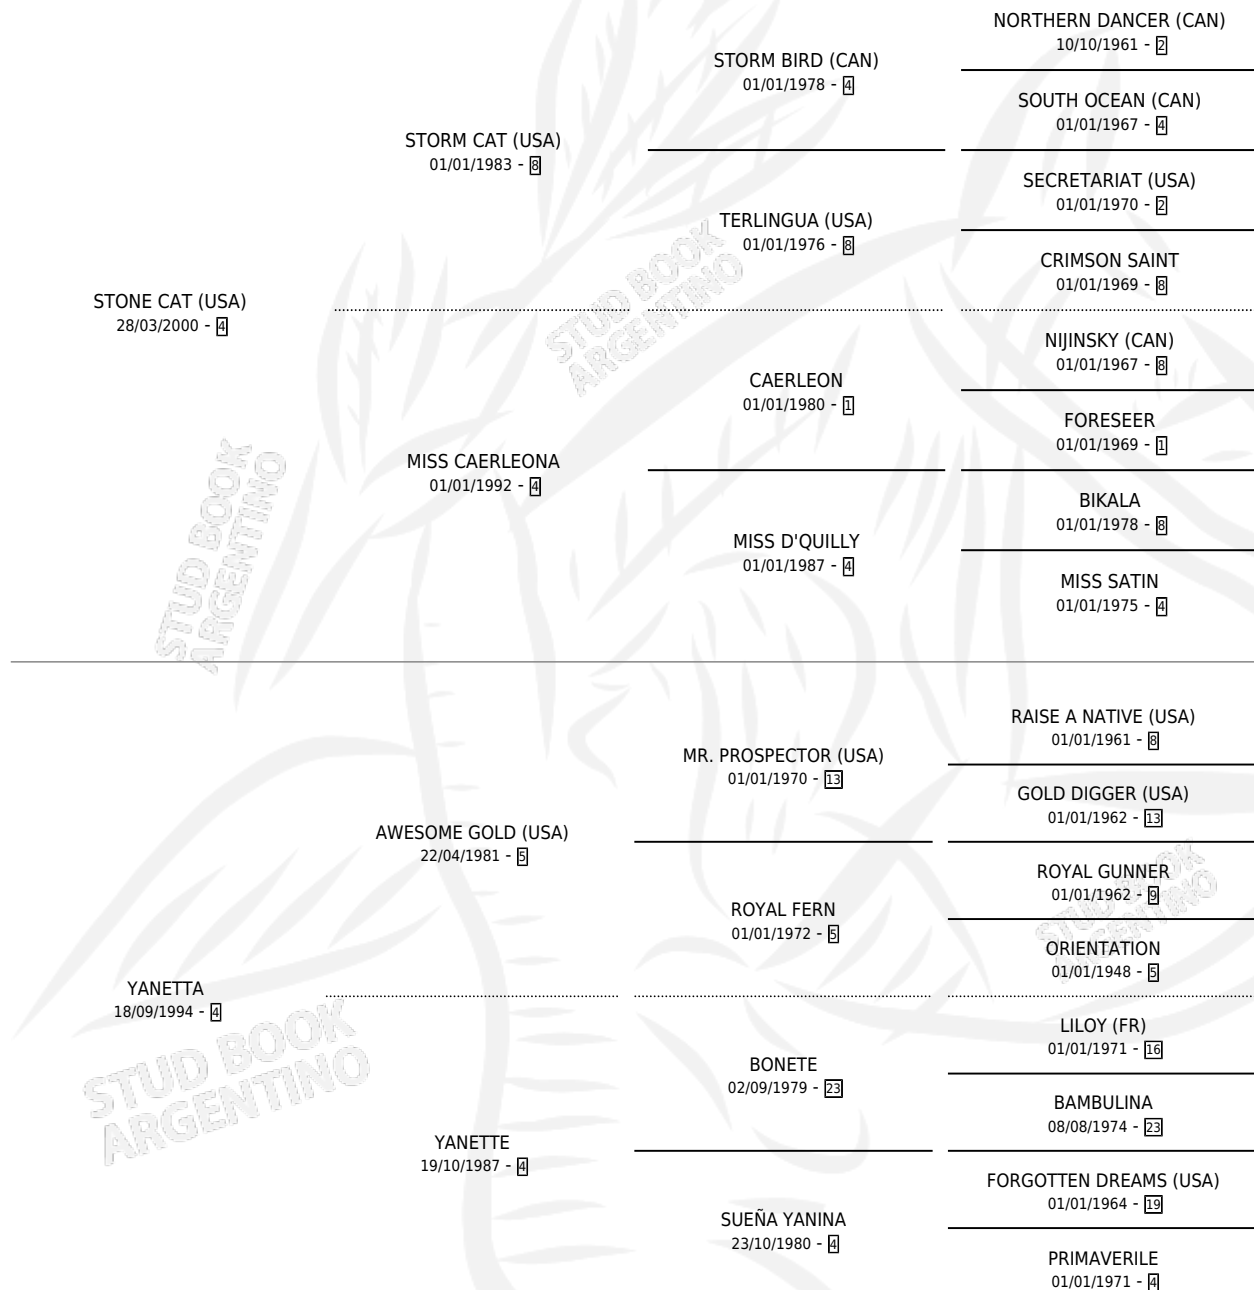 NORTHERN DANCER (CAN)
10/10/1961 - 2
STORM BIRD (CAN)
01/01/1978 - 4
SOUTH OCEAN (CAN)
01/01/1967 - 4
STORM CAT (USA)
01/01/1983 - 8
SECRETARIAT (USA)
01/01/1970 - 2
TERLINGUA (USA)
01/01/1976 - 8
CRIMSON SAINT
01/01/1969 - 8
STONE CAT (USA)
28/03/2000 - 4
STUD BOOK
ARGENTINO
NIJINSKY (CAN)
01/01/1967 - 8
CAERLEON
01/01/1980 - 1
FORESEER
01/01/1969 - 1
MISS CAERLEONA
01/01/1992 - 4
BIKALA
01/01/1978 - 8
MISS D'QUILLY
01/01/1987 - 4
MISS SATIN
01/01/1975 - 4
STUD BOOK
ARGENTINO
RAISE A NATIVE (USA)
01/01/1961 - 8
MR. PROSPECTOR (USA)
01/01/1970 - 13
GOLD DIGGER (USA)
01/01/1962 - 13
AWESOME GOLD (USA)
22/04/1981 - 5
ROYAL GUNNER
01/01/1962 - 9
ROYAL FERN
01/01/1972 - 5
STUD BOOK
ARGENTINO
ORIENTATION
01/01/1948 - 5
YANETTA
18/09/1994 - 4
STUD BOOK
ARGENTINO
LILOY (FR)
01/01/1971 - 16
BONETE
02/09/1979 - 23
BAMBULINA
08/08/1974 - 23
YANETTE
19/10/1987 - 4
FORGOTTEN DREAMS (USA)
01/01/1964 - 19
SUEÑA YANINA
23/10/1980 - 4
PRIMAVERILE
01/01/1971 - 4